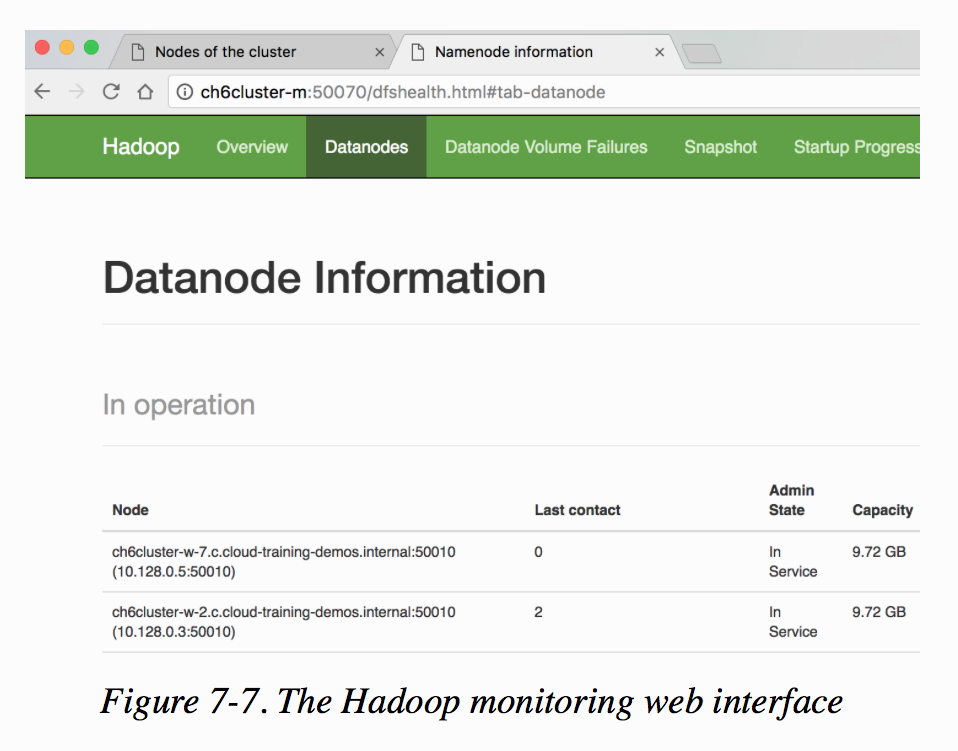 Nodes of the cluster × Namenode information ×
ch6cluster-m:50070/dfshealth.html#tab-datanode
Hadoop Overview Datanodes Datanode Volume Failures Snapshot Startup Progress
Datanode Information
In operation
Node Last contact Admin State Capacity
ch6cluster-w-7.c.cloud-training-demos.internal:50010 0 In 9.72 GB
(10.128.0.5:50010) Service
ch6cluster-w-2.c.cloud-training-demos.internal:50010 2 In 9.72 GB
(10.128.0.3:50010) Service
Figure 7-7. The Hadoop monitoring web interface